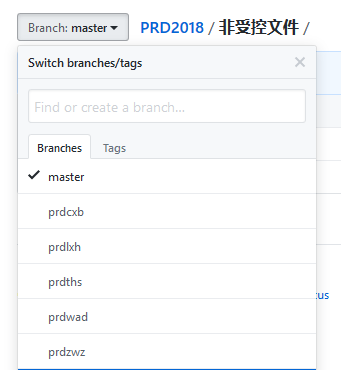 Branch: master PRD2018 / 非受控文件 /
Switch branches/tags
Find or create a branch...
Branches Tags
master
prdcxb
prdlxh
prdths
prdwad
cus
prdzwz